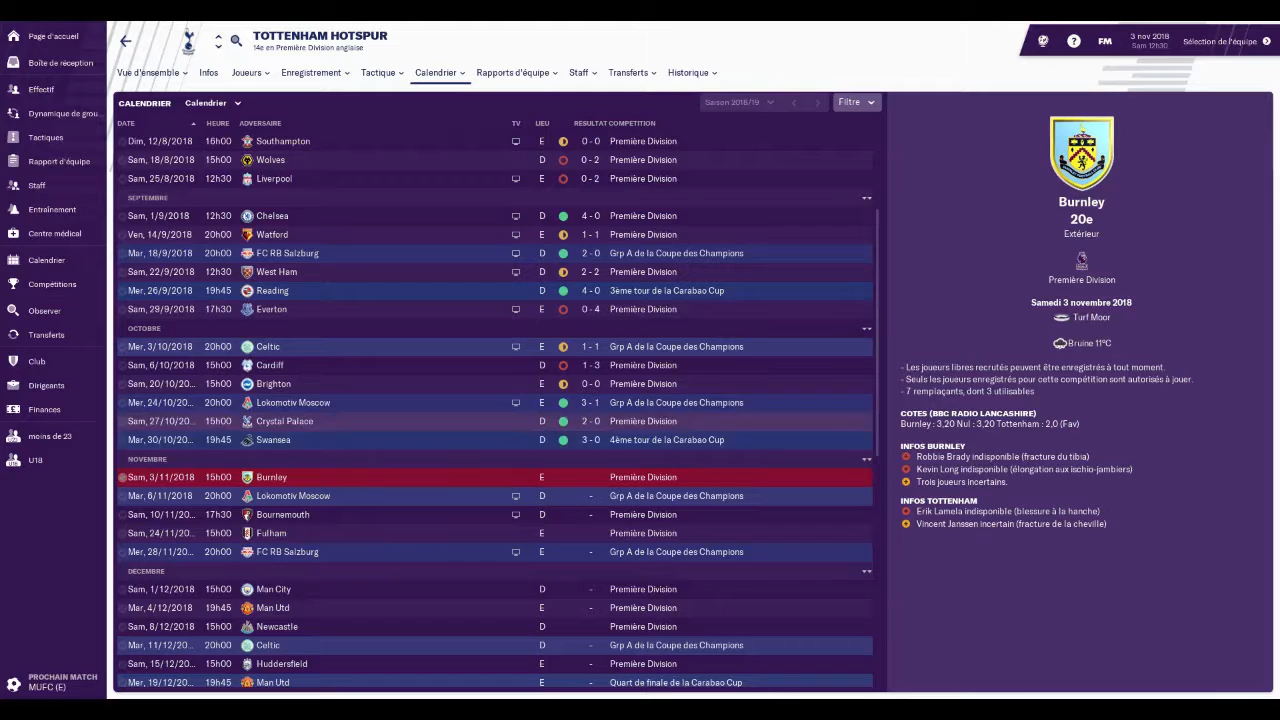 Page d'accueil
Boîte de réception
Effectif
Dynamique de grou
Tactiques
Rapport d'équipe
Staff
Entraînement
Centre médical
Calendrier
Compétitions
Observer
Transferts
Club
Dirigeants
Finances
moins de 23
U18
PROCHAIN MATCH
MUFC (E)
TOTTENHAM HOTSPUR
14e en Première Division anglaise
FM
3 nov 2018
Sam 12h30
Sélection de l'équipe
Vue d'ensemble Infos Joueurs Enregistrement Tactique Calendrier Rapports d'équipe Staff Transferts Historique
CALENDRIER Calendrier Saison 2018/19 Filtre
DATE HEURE ADVERSAIRE TV LIEU RESULTAT COMPETITION
Dim, 12/8/2018 16h00 Southampton E 0 - 0 Première Division
Sam, 18/8/2018 15h00 Wolves D 0 - 2 Première Division
Sam, 25/8/2018 12h30 Liverpool E 0 - 2 Première Division
SEPTEMBRE
Sam, 1/9/2018 12h30 Chelsea D 4 - 0 Première Division
Ven, 14/9/2018 20h00 Watford E 1 - 1 Première Division
Mar, 18/9/2018 20h00 FC RB Salzburg D 2 - 0 Grp A de la Coupe des Champions
Sam, 22/9/2018 12h30 West Ham D 2 - 2 Première Division
Mer, 26/9/2018 19h45 Reading D 4 - 0 3ème tour de la Carabao Cup
Sam, 29/9/2018 17h30 Everton E 0 - 4 Première Division
OCTOBRE
Mer, 3/10/2018 20h00 Celtic E 1 - 1 Grp A de la Coupe des Champions
Sam, 6/10/2018 15h00 Cardiff D 1 - 3 Première Division
Sam, 20/10/20... 15h00 Brighton E 0 - 0 Première Division
Mer, 24/10/20... 20h00 Lokomotiv Moscow E 3 - 1 Grp A de la Coupe des Champions
Sam, 27/10/20... 15h00 Crystal Palace D 2 - 0 Première Division
Mar, 30/10/20... 19h45 Swansea D 3 - 0 4ème tour de la Carabao Cup
NOVEMBRE
Sam, 3/11/2018 15h00 Burnley E Première Division
Mar, 6/11/2018 20h00 Lokomotiv Moscow D - Grp A de la Coupe des Champions
Sam, 10/11/20... 17h30 Bournemouth D - Première Division
Sam, 24/11/20... 15h00 Fulham E Première Division
Mer, 28/11/20... 20h00 FC RB Salzburg E - Grp A de la Coupe des Champions
DÉCEMBRE
Sam, 1/12/2018 15h00 Man City D - Première Division
Mar, 4/12/2018 19h45 Man Utd E - Première Division
Sam, 8/12/2018 15h00 Newcastle D Première Division
Mar, 11/12/20... 20h00 Celtic D - Grp A de la Coupe des Champions
Sam, 15/12/20... 15h00 Huddersfield E - Première Division
Mer, 19/12/20... 19h45 Man Utd E - Quart de finale de la Carabao Cup
Burnley
20e
Extérieur
Première Division
Samedi 3 novembre 2018
Turf Moor
Bruine 11°C
- Les joueurs libres recrutés peuvent être enregistrés à tout moment.
- Seuls les joueurs enregistrés pour cette compétition sont autorisés à jouer.
- 7 remplaçants, dont 3 utilisables
COTES (BBC RADIO LANCASHIRE)
Burnley : 3,20 Nul : 3,20 Tottenham : 2,0 (Fav)
INFOS BURNLEY
Robbie Brady indisponible (fracture du tibia)
Kevin Long indisponible (élongation aux ischio-jambiers)
Trois joueurs incertains.
INFOS TOTTENHAM
Erik Lamela indisponible (blessure à la hanche)
Vincent Janssen incertain (fracture de la cheville)